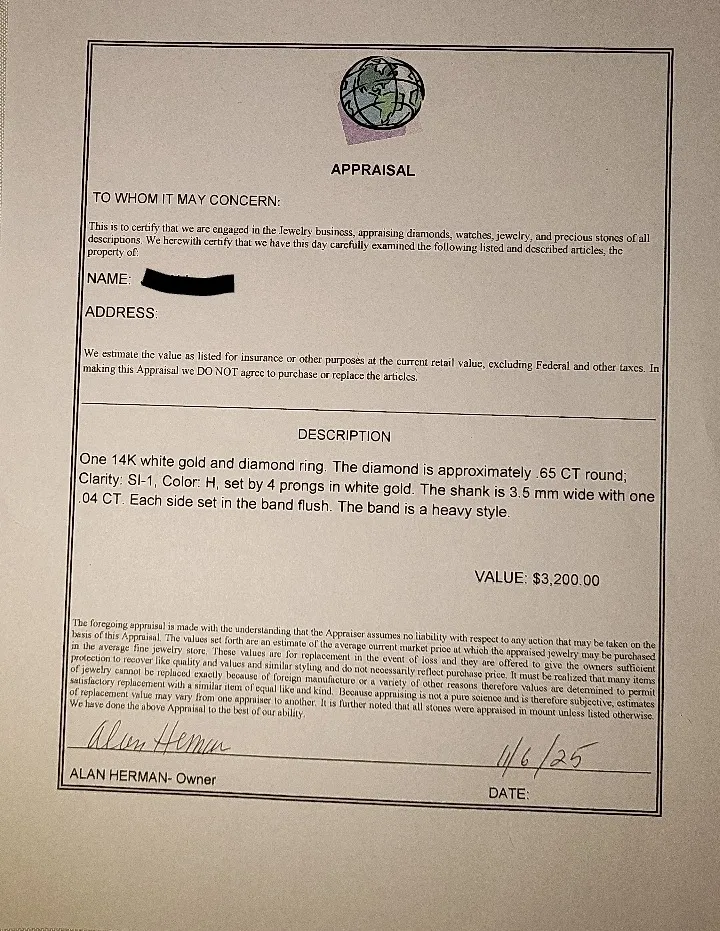 APPRAISAL
TO WHOM IT MAY CONCERN:
This is to certify that we are engaged in the Jewelry business, appraising diamonds, watches, jewelry, and precious stones of all
descriptions. We herewith certify that we have this day carefully examined the following listed and described articles, the
property of:
NAME:
ADDRESS:
We estimate the value as listed for insurance or other purposes at the current retail value, excluding Federal and other taxes. In
making this Appraisal we DO NOT agree to purchase or replace the articles.
DESCRIPTION
One 14K white gold and diamond ring. The diamond is approximately .65 CT round;
Clarity: SI-1, Color: H, set by 4 prongs in white gold. The shank is 3.5 mm wide with one
.04 CT. Each side set in the band flush. The band is a heavy style.
VALUE: $3,200.00
The foregoing appraisal is made with the understanding that the Appraiser assumes no liability with respect to any action that may be taken on the
basis of this Appraisal. The values set forth are an estimate of the average current market price at which the appraised jewelry may be purchased
in the average fine jewelry store. These values are for replacement in the event of loss and they are offered to give the owners sufficient
protection to recover like quality and values and similar styling and do not necessarily reflect purchase price. It must be realized that many items
of jewelry cannot be replaced exactly because of foreign manufacture or a variety of other reasons therefore values are determined to permit
satisfactory replacement with a similar item of equal like and kind. Because appraising is not a pure science and is therefore subjective, estimates
of replacement value may vary from one appraiser to another. It is further noted that all stones were appraised in mount unless listed otherwise.
We have done the above Appraisal to the best of our ability.
Alan Herman 11/6/25
ALAN HERMAN- Owner DATE: